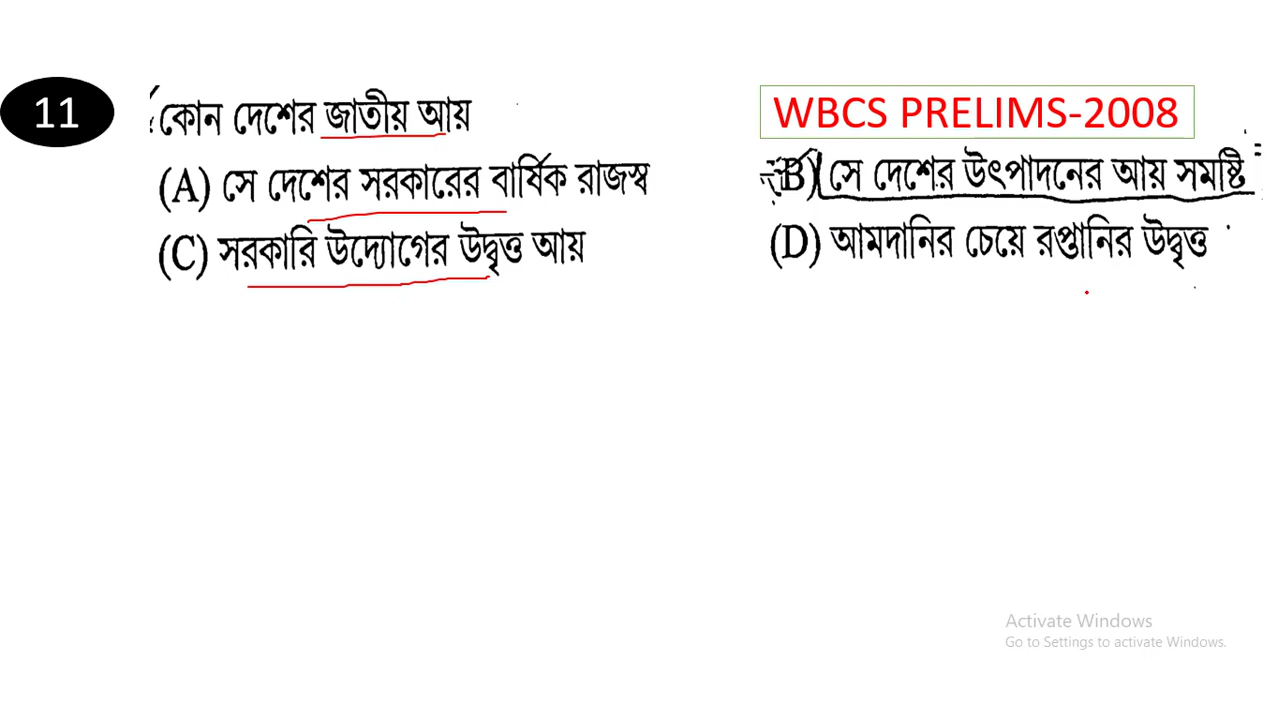 11
কোন দেশের জাতীয় আয়
WBCS PRELIMS-2008
(A) সে দেশের সরকারের বার্ষিক রাজস্ব
(B) সে দেশের উৎপাদনের আয় সমষ্টি
(C) সরকারি উদ্যোগের উদ্বৃত্ত আয়
(D) আমদানির চেয়ে রপ্তানির উদ্বৃত্ত
Activate Windows
Go to Settings to activate Windows.